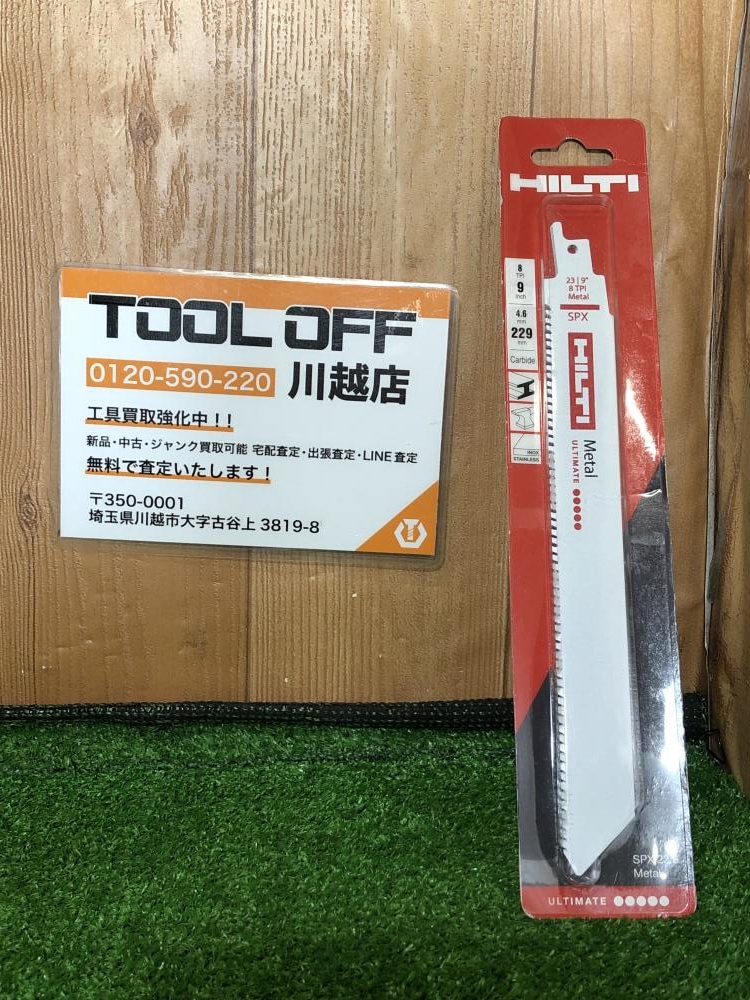 TOOL OFF
0120-590-220 川越店
工具買取強化中!!
新品・中古・ジャンク買取可能 宅配査定・出張査定・LINE査定
無料で査定いたします!
〒350-0001
埼玉県川越市大字古谷上 3819-8
HILTI
8
TPI
9
inch
4.6
mm
229
mm
Carbide
INOX
STAINLESS
23 | 9"
8 TPI
Metal
SPX
HILTI
Metal
ULTIMATE
SPX
Metal
ULTIMATE